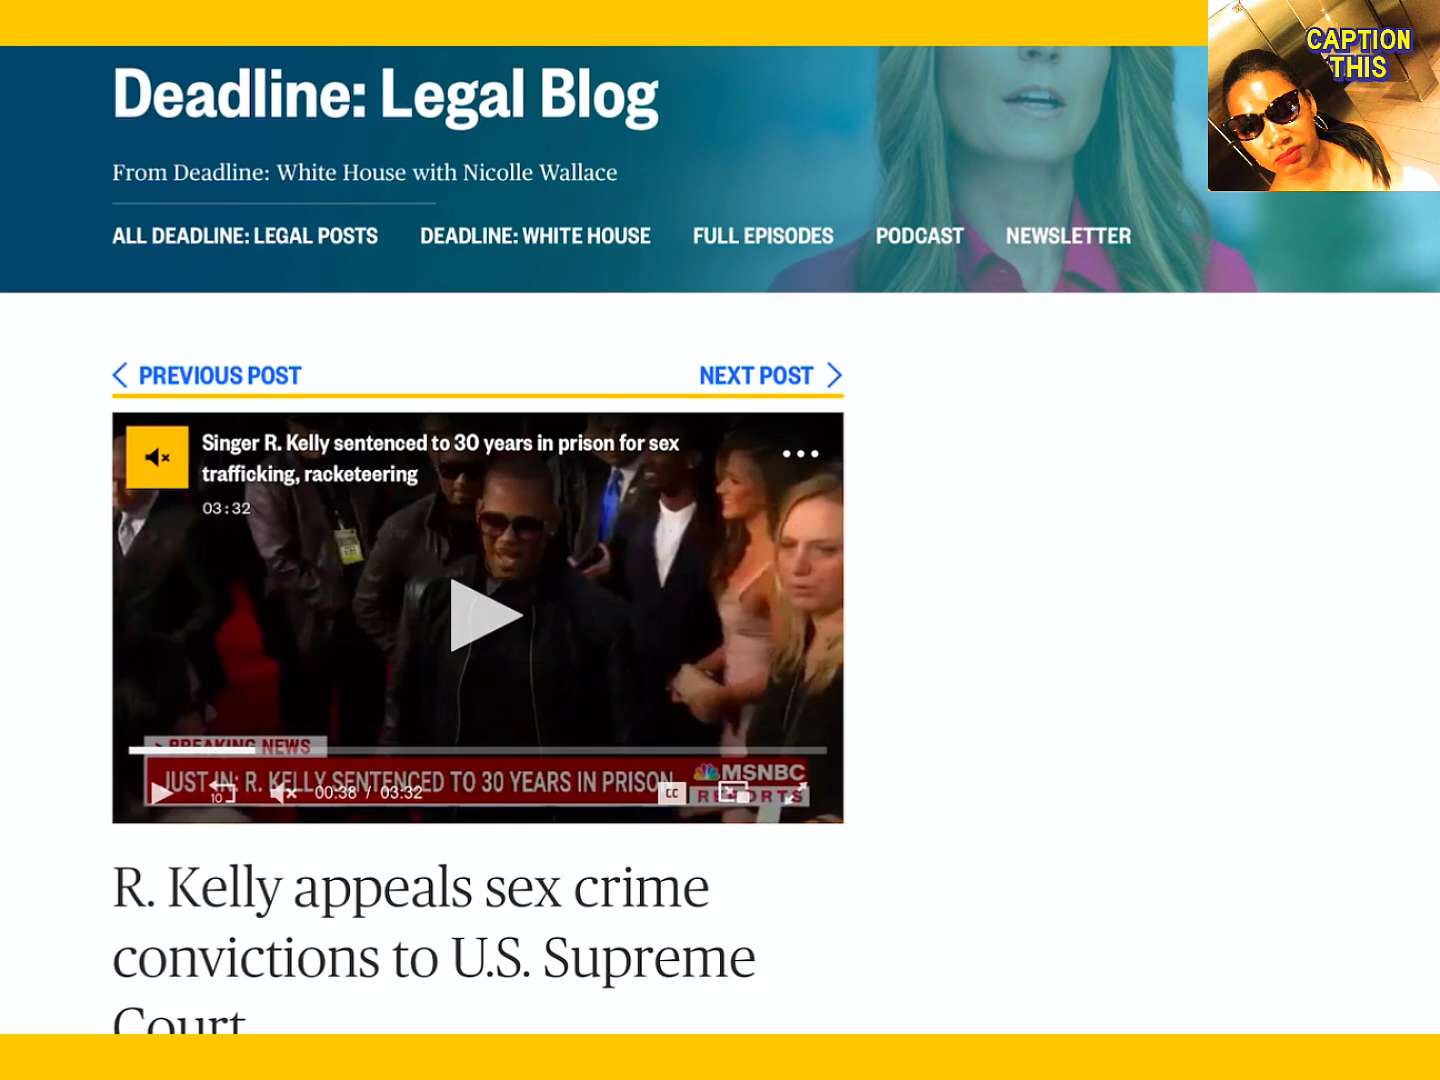 CAPTION
THIS
Deadline: Legal Blog
From Deadline: White House with Nicolle Wallace
ALL DEADLINE: LEGAL POSTS DEADLINE: WHITE HOUSE FULL EPISODES PODCAST NEWSLETTER
PREVIOUS POST NEXT POST
Singer R. Kelly sentenced to 30 years in prison for sex
trafficking, racketeering
03:32
BREAKING NEWS
JUST IN: R. KELLY SENTENCED TO 30 YEARS IN PRISON
MSNBC
REPORTS
10 00:38 / 03:32 CC
R. Kelly appeals sex crime
convictions to U.S. Supreme
Court